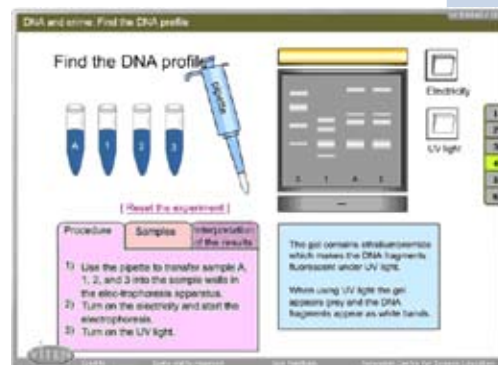 DNA and crime: Find the DNA profile
Find the DNA profile
pipette
A 1 2 3
Electricity
UV light
[ Reset the experiment ]
Procedure
Samples
Interpretation
of the results
1) Use the pipette to transfer sample A,
1, 2, and 3 into the sample wells in
the elec-trophoresis apparatus.
2) Turn on the electricity and start the
electrophoresis.
3) Turn on the UV light.
The gel contains
which makes the DNA fragments
fluorescent under UV light.
When using UV light the gel
appears grey and the DNA
fragments appear as white bands.